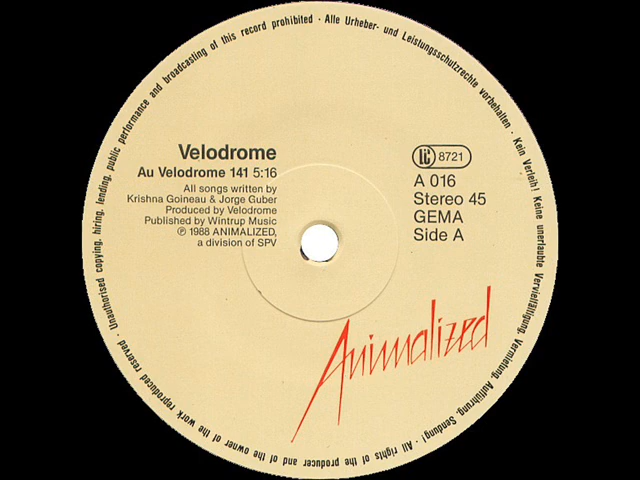 Velodrome
Au Velodrome 141 5:16
All songs written by
Krishna Goineau & Jorge Guber
Produced by Velodrome
Published by Wintrup Music
℗ 1988 ANIMALIZED,
a division of SPV
LC 8721
A 016
Stereo 45
GEMA
Side A
Animalized
· Alle Urheber- und Leistungsschutzrechte vorbehalten · Kein Verleih! Keine unerlaubte Vervielfältigung, Vermietung, Aufführung, Sendung! · All rights of the producer and of the owner of the work reproduced reserved · Unauthorised copying, hiring, lending, public performance and broadcasting of this record prohibited